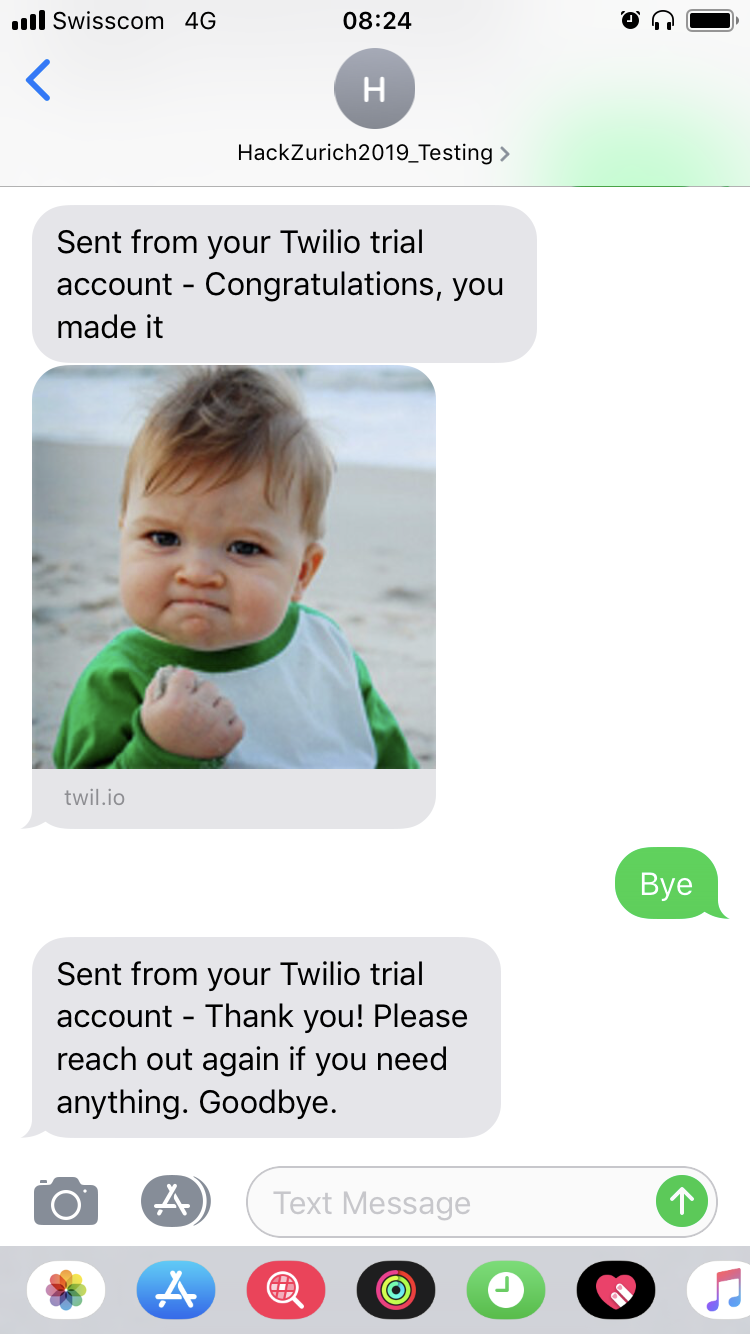 Swisscom 4G 08:24
H
HackZurich2019_Testing
Sent from your Twilio trial
account - Congratulations, you
made it
twil.io
Bye
Sent from your Twilio trial
account - Thank you! Please
reach out again if you need
anything. Goodbye.
Text Message